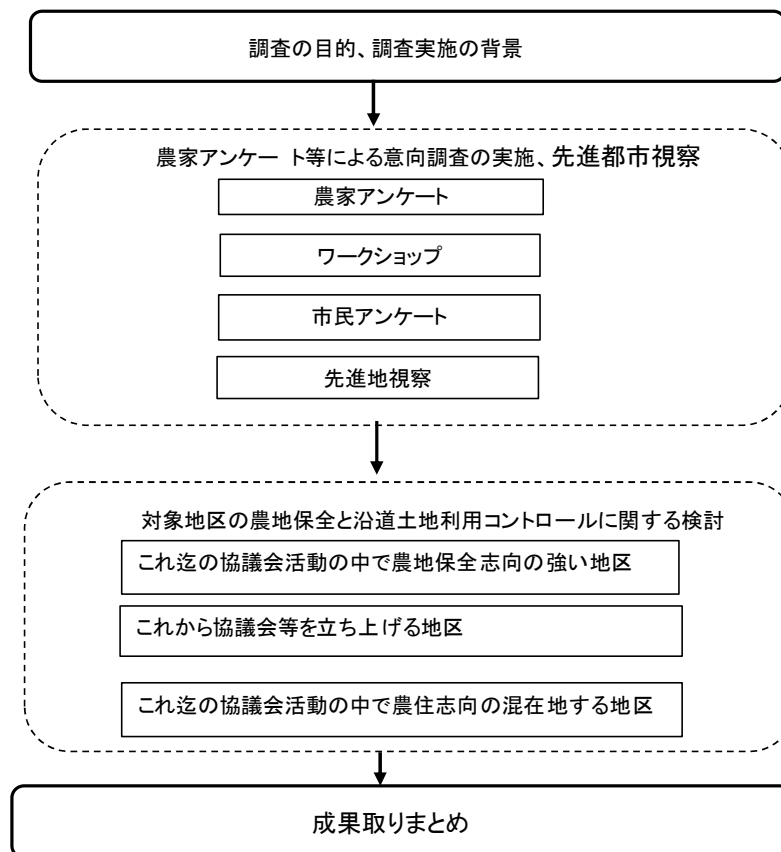 調査の目的、調査実施の背景
農家アンケー ト等による意向調査の実施、先進都市視察
農家アンケート
ワークショップ
市民アンケート
先進地視察
対象地区の農地保全と沿道土地利用コントロールに関する検討
これ迄の協議会活動の中で農地保全志向の強い地区
これから協議会等を立ち上げる地区
これ迄の協議会活動の中で農住志向の混在地する地区
成果取りまとめ